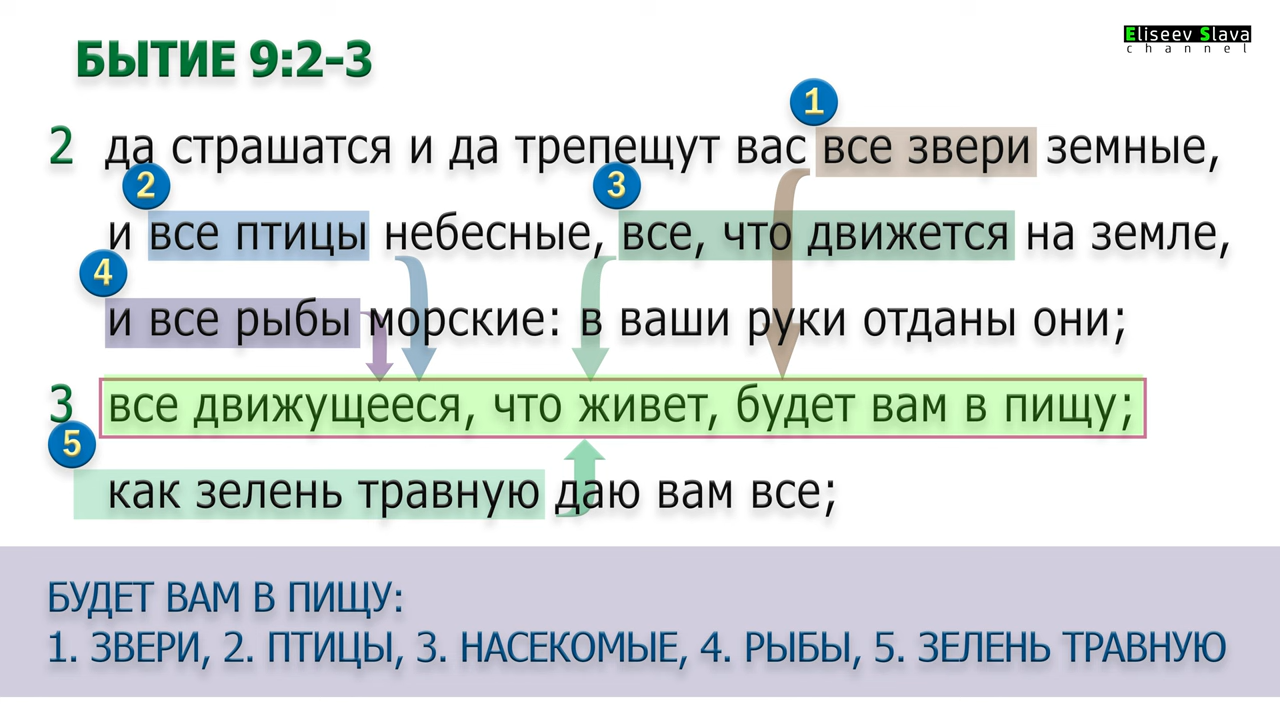 БЫТИЕ 9:2-3
Eliseev Slava
channel
1
2 да страшатся и да трепещут вас все звери земные,
2 3
и все птицы небесные, все, что движется на земле,
4
и все рыбы морские: в ваши руки отданы они;
3 все движущееся, что живет, будет вам в пищу;
5
как зелень травную даю вам все;
БУДЕТ ВАМ В ПИЩУ:
1. ЗВЕРИ, 2. ПТИЦЫ, 3. НАСЕКОМЫЕ, 4. РЫБЫ, 5. ЗЕЛЕНЬ ТРАВНУЮ